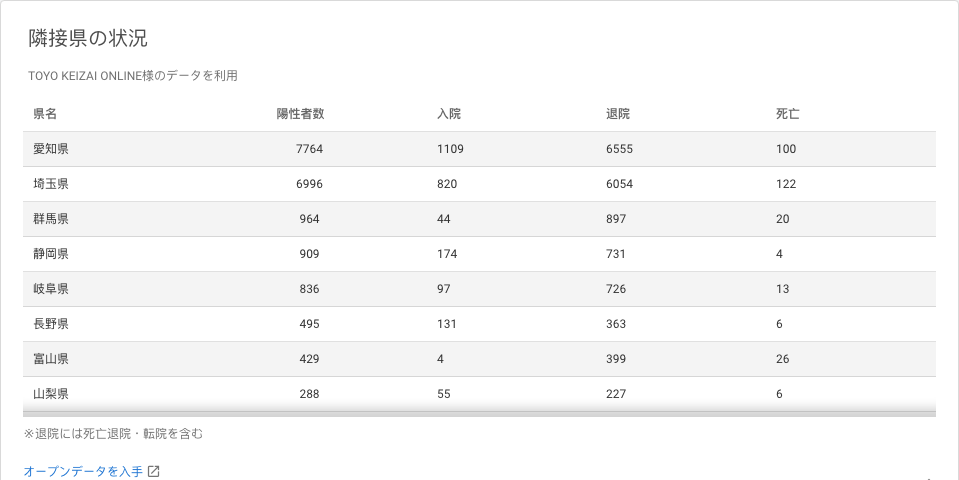 隣接県の状況
TOYO KEIZAI ONLINE様のデータを利用
県名 陽性者数 入院 退院 死亡
愛知県 7764 1109 6555 100
埼玉県 6996 820 6054 122
群馬県 964 44 897 20
静岡県 909 174 731 4
岐阜県 836 97 726 13
長野県 495 131 363 6
富山県 429 4 399 26
山梨県 288 55 227 6
※退院には死亡退院・転院を含む
オープンデータを入手